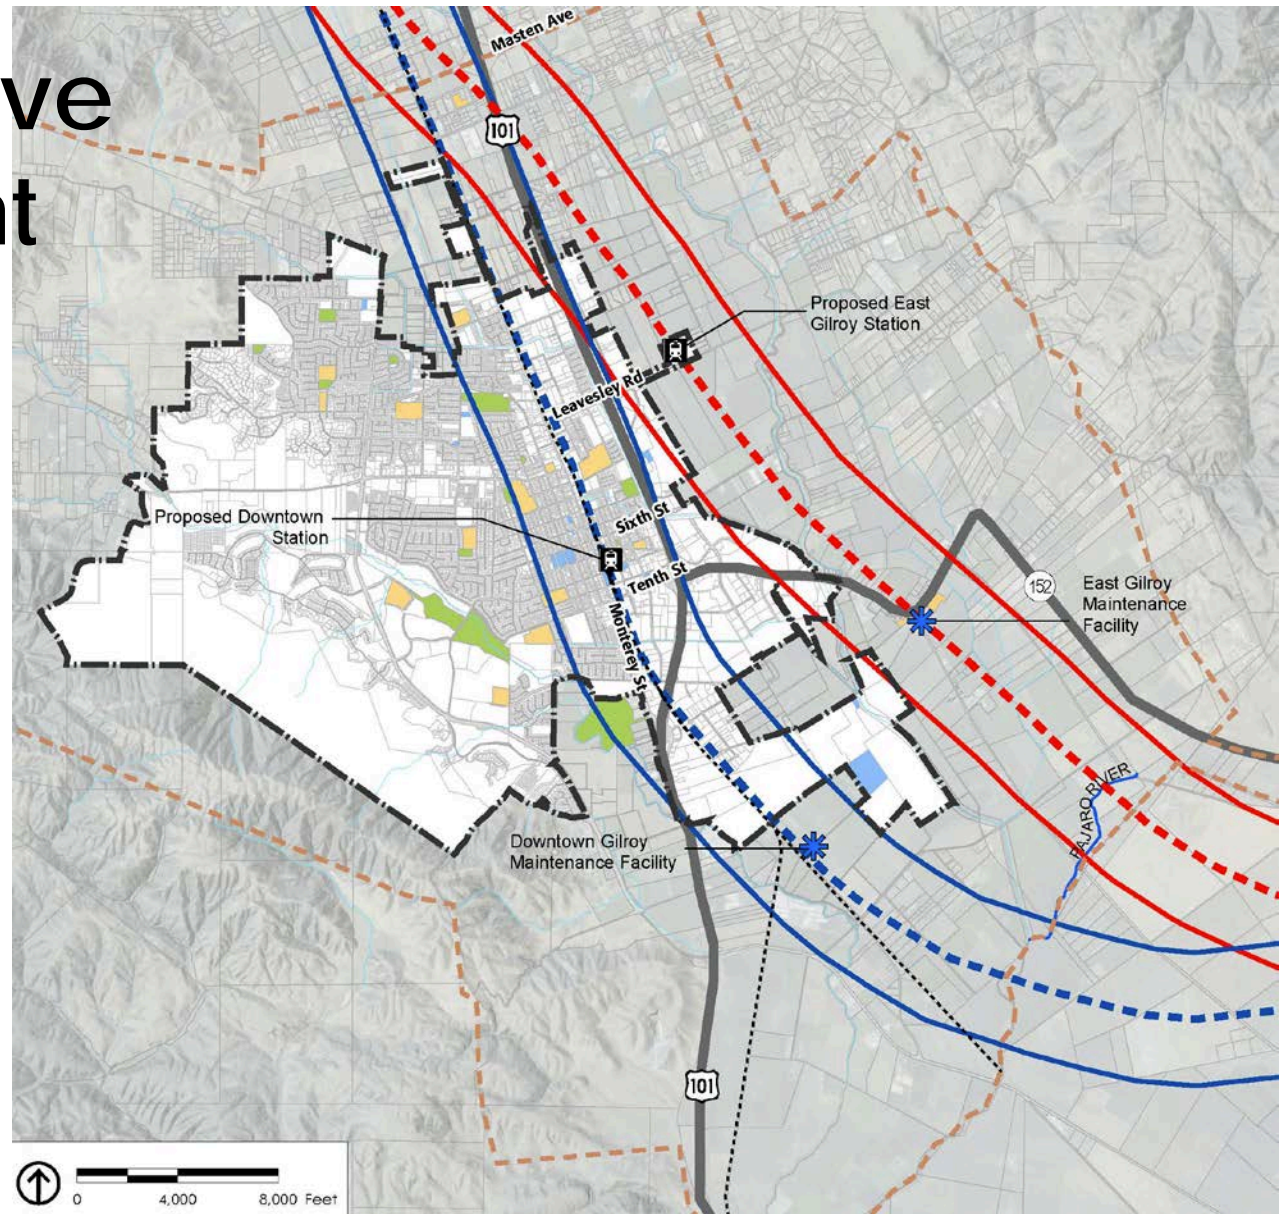 ve
nt
Masten Ave
101
Proposed East
Gilroy Station
Leavesley Rd
Proposed Downtown
Station
Sixth St
Tenth St
Monterey St
152
East Gilroy
Maintenance
Facility
PAJARO RIVER
Downtown Gilroy
Maintenance Facility
101
0 4,000 8,000 Feet